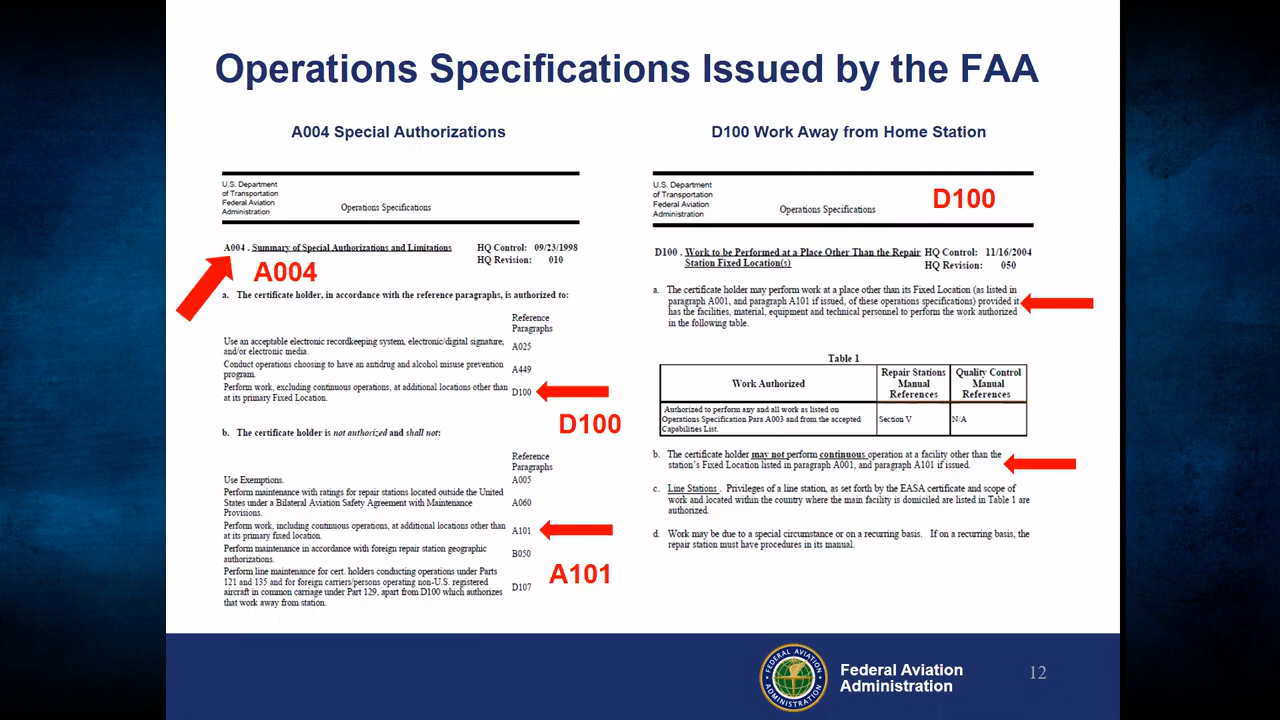 Operations Specifications Issued by the FAA
A004 Special Authorizations
U.S. Department
of Transportation
Federal Aviation
Administration
Operations Specifications
A004 . Summary of Special Authorizations and Limitations
HQ Control: 09/23/1998
HQ Revision: 010
A004
a. The certificate holder, in accordance with the reference paragraphs, is authorized to:
Reference
Paragraphs
Use an acceptable electronic recordkeeping system, electronic/digital signature,
and/or electronic media.
A025
Conduct operations choosing to have an antidrug and alcohol misuse prevention
program.
A449
Perform work, excluding continuous operations, at additional locations other than
at its primary Fixed Location.
D100
D100
b. The certificate holder is not authorized and shall not:
Reference
Paragraphs
Use Exemptions.
A005
Perform maintenance with ratings for repair stations located outside the United
States under a Bilateral Aviation Safety Agreement with Maintenance
Provisions.
A060
Perform work, including continuous operations, at additional locations other than
at its primary fixed location.
A101
Perform maintenance in accordance with foreign repair station geographic
authorizations.
B050
A101
Perform line maintenance for cert. holders conducting operations under Parts
121 and 135 and for foreign carriers/persons operating non-U.S. registered
aircraft in common carriage under Part 129, apart from D100 which authorizes
that work away from station.
D107
D100 Work Away from Home Station
U.S. Department
of Transportation
Federal Aviation
Administration
Operations Specifications
D100
D100 . Work to be Performed at a Place Other Than the Repair
Station Fixed Location(s)
HQ Control: 11/16/2004
HQ Revision: 050
a. The certificate holder may perform work at a place other than its Fixed Location (as listed in
paragraph A001, and paragraph A101 if issued, of these operations specifications) provided it
has the facilities, material, equipment and technical personnel to perform the work authorized
in the following table.
Table 1
Work Authorized
Repair Stations
Manual
References
Quality Control
Manual
References
Authorized to perform any and all work as listed on
Operations Specification Para A003 and from the accepted
Capabilities List.
Section V
N/A
b. The certificate holder may not perform continuous operation at a facility other than the
station's Fixed Location listed in paragraph A001, and paragraph A101 if issued.
c. Line Stations . Privileges of a line station, as set forth by the EASA certificate and scope of
work and located within the country where the main facility is domiciled are listed in Table 1 are
authorized.
d. Work may be due to a special circumstance or on a recurring basis. If on a recurring basis, the
repair station must have procedures in its manual.
FEDERAL AVIATION
ADMINISTRATION
Federal Aviation
Administration
12